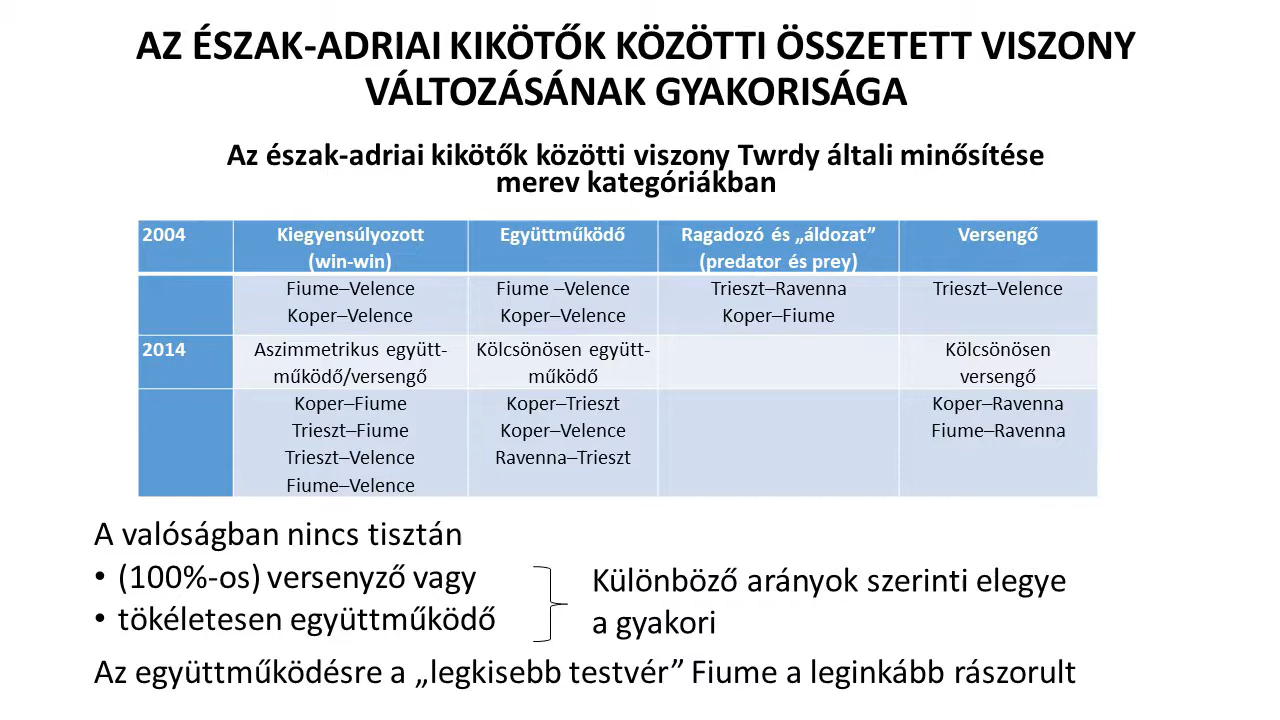 AZ ÉSZAK-ADRIAI KIKÖTŐK KÖZÖTTI ÖSSZETETT VISZONY
VÁLTOZÁSÁNAK GYAKORISÁGA
Az észak-adriai kikötők közötti viszony Twrdy általi minősítése
merev kategóriákban
2004 Kiegyensúlyozott Együttműködő Ragadozó és „áldozat” Versengő
(win-win) (predator és prey)
Fiume–Velence Fiume –Velence Trieszt–Ravenna Trieszt–Velence
Koper–Velence Koper–Velence Koper–Fiume
2014 Aszimmetrikus együtt- Kölcsönösen együtt- Kölcsönösen
működő/versengő működő versengő
Koper–Fiume Koper–Trieszt Koper–Ravenna
Trieszt–Fiume Koper–Velence Fiume–Ravenna
Trieszt–Velence Ravenna–Trieszt
Fiume–Velence
A valóságban nincs tisztán
• (100%-os) versenyző vagy
• tökéletesen együttműködő
Különböző arányok szerinti elegye
a gyakori
Az együttműködésre a „legkisebb testvér” Fiume a leginkább rászorult